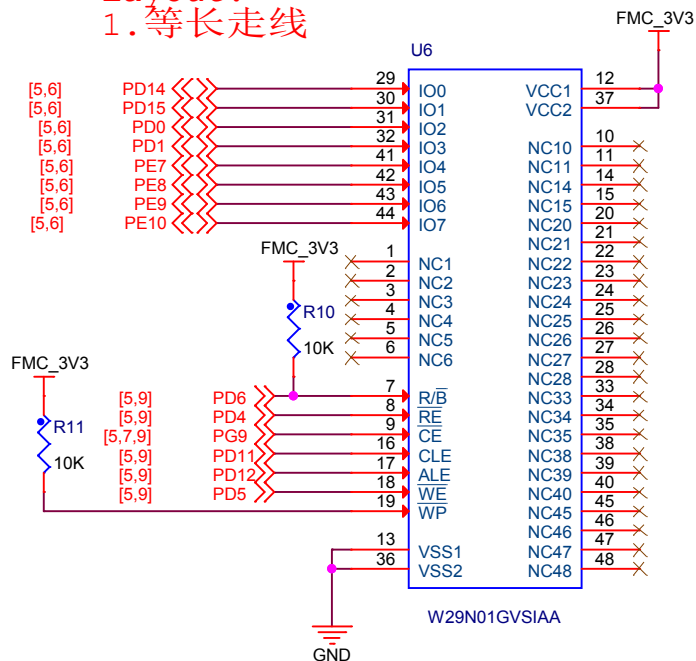 1.等长走线
FMC_3V3
U6
[5,6] PD14 29 IO0 VCC1 12
[5,6] PD15 30 IO1 VCC2 37
[5,6] PD0 31 IO2
[5,6] PD1 32 IO3 NC10 10
[5,6] PE7 41 IO4 NC11 11
[5,6] PE8 42 IO5 NC14 14
[5,6] PE9 43 IO6 NC15 15
[5,6] PE10 44 IO7 NC20 20
NC21 21
FMC_3V3
1 NC1 NC22 22
2 NC2 NC23 23
3 NC3 NC24 24
R10
4 NC4 NC25 25
5 NC5 NC26 26
10K
6 NC6 NC27 27
FMC_3V3
NC28 28
[5,9] PD6 7 R/B NC33 33
[5,9] PD4 8 RE NC34 34
R11
[5,7,9] PG9 9 CE NC35 35
[5,9] PD11 16 CLE NC38 38
10K
[5,9] PD12 17 ALE NC39 39
[5,9] PD5 18 WE NC40 40
19 WP NC45 45
NC46 46
13 VSS1 NC47 47
36 VSS2 NC48 48
W29N01GVSIAA
GND